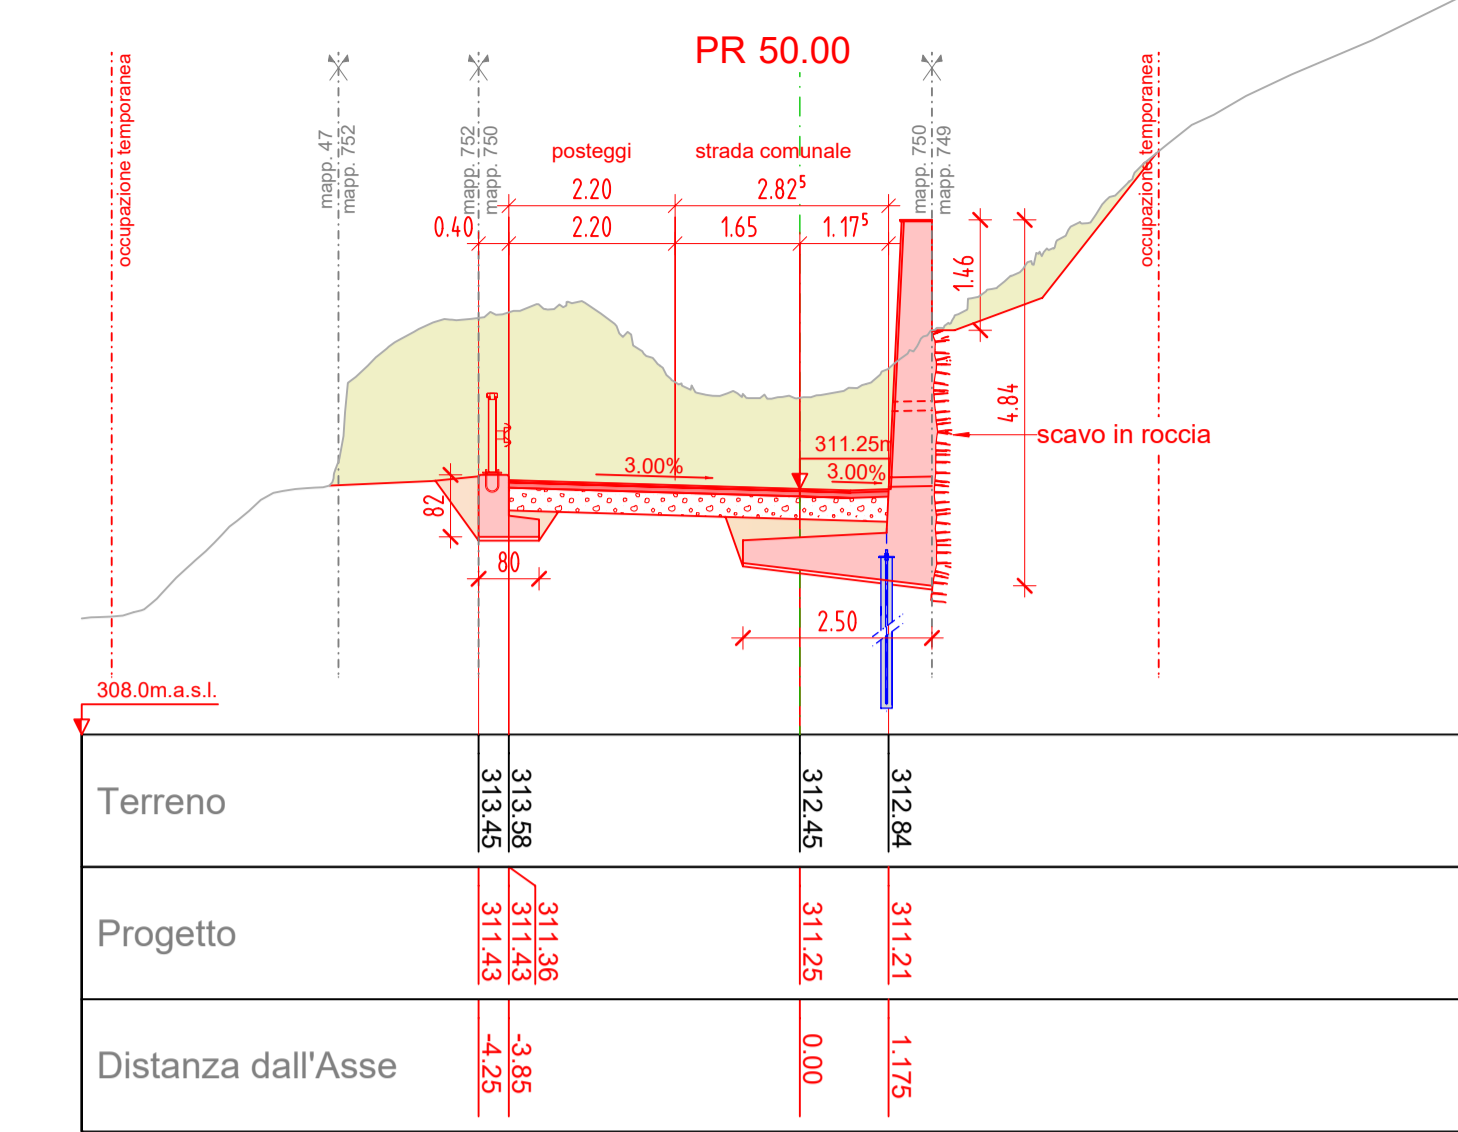 PR 50.00
occupazione temporanea
mapp. 47
mapp. 752
mapp. 752
mapp. 750
posteggi
strada comunale
mapp. 750
mapp. 749
occupazione temporanea
2.20
2.82⁵
0.40
2.20
1.65
1.17⁵
1.46
4.84
scavo in roccia
311.25m
3.00%
3.00%
82
80
2.50
308.0m.a.s.l.
Terreno
313.45
313.58
312.45
312.84
Progetto
311.43
311.43
311.36
311.25
311.21
Distanza dall'Asse
-4.25
-3.85
0.00
1.175